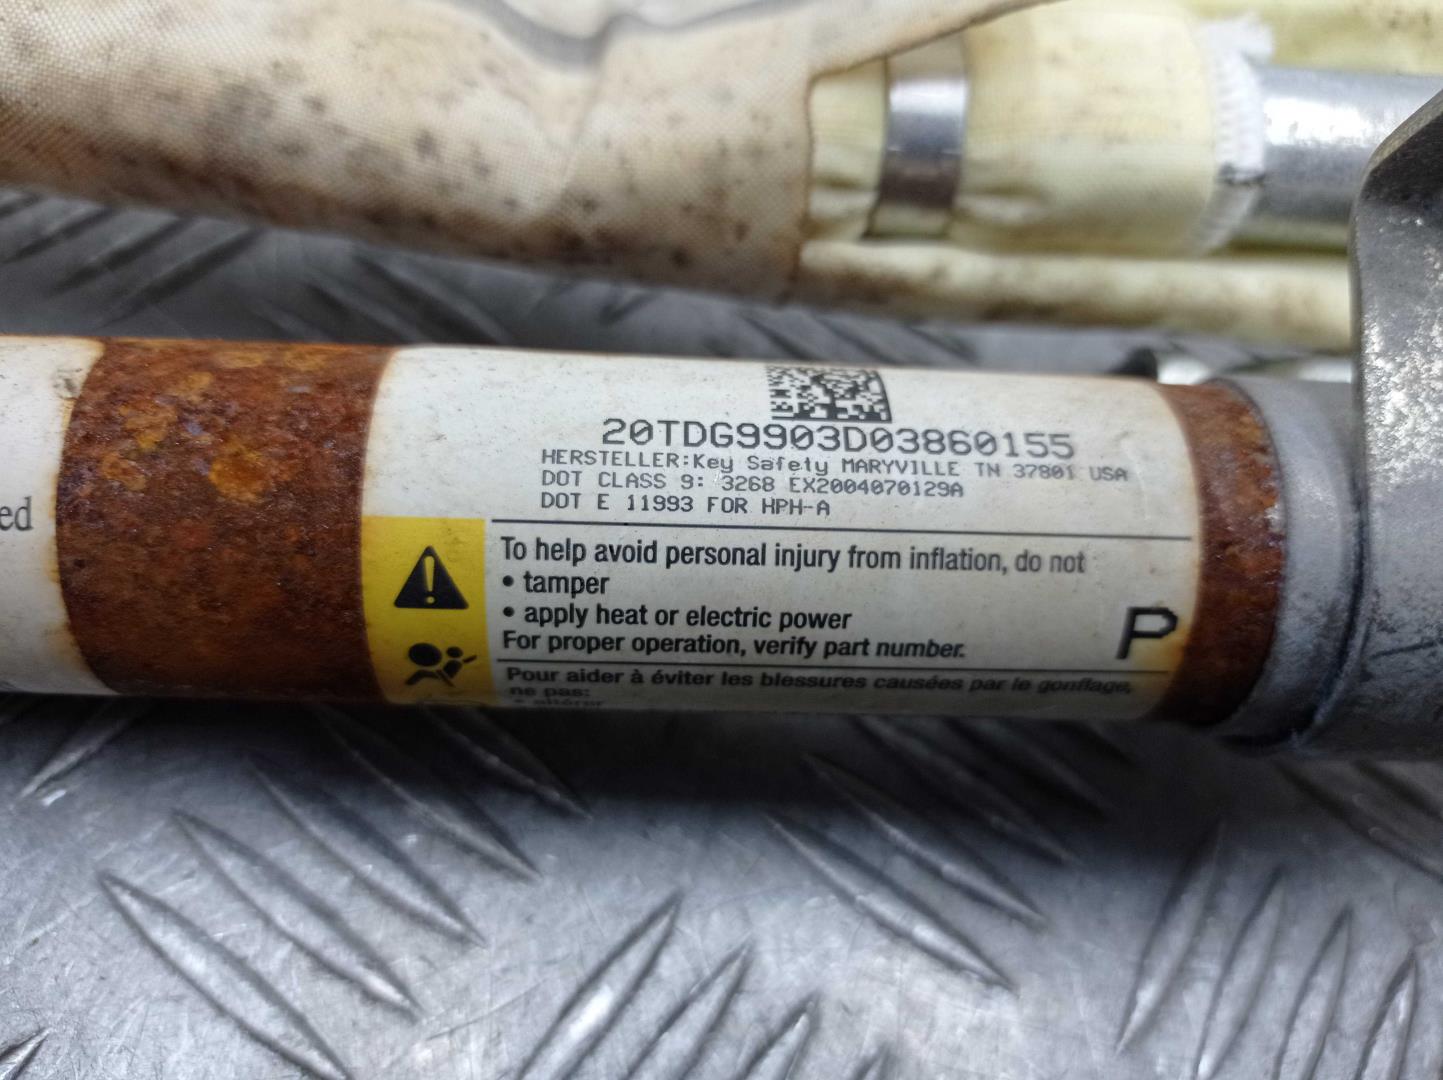 ed
20TDG9903D03860155
HERSTELLER:Key Safety MARYVILLE TN 37801 USA
DOT CLASS 9: 3268 EX2004070129A
DOT E 11993 FOR HPH-A
To help avoid personal injury from inflation, do not
• tamper
• apply heat or electric power
For proper operation, verify part number.
P
Pour aider à éviter les blessures causées par le gonflage,
ne pas:
• altérer